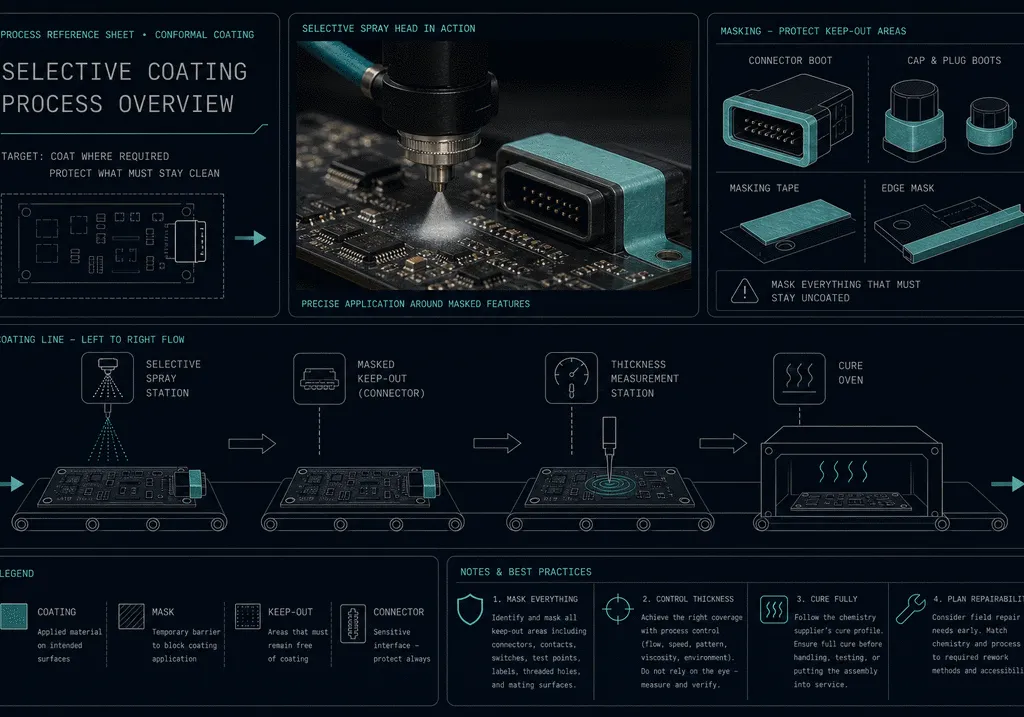 PROCESS REFERENCE SHEET • CONFORMAL COATING
SELECTIVE COATING
PROCESS OVERVIEW
TARGET: COAT WHERE REQUIRED
PROTECT WHAT MUST STAY CLEAN
SELECTIVE SPRAY HEAD IN ACTION
PRECISE APPLICATION AROUND MASKED FEATURES
MASKING – PROTECT KEEP-OUT AREAS
CONNECTOR BOOT
CAP & PLUG BOOTS
MASKING TAPE
EDGE MASK
MASK EVERYTHING THAT MUST
STAY UNCOATED
COATING LINE – LEFT TO RIGHT FLOW
SELECTIVE
SPRAY
STATION
MASKED
KEEP-OUT
(CONNECTOR)
THICKNESS
MEASUREMENT
STATION
CURE
OVEN
LEGEND
COATING
Applied material
on intended
surfaces
MASK
Temporary barrier
to block coating
application
KEEP-OUT
Areas that must
remain free
of coating
CONNECTOR
Sensitive
interface –
protect always
NOTES & BEST PRACTICES
1. MASK EVERYTHING
Identify and mask all
keep-out areas including
connectors, contacts,
switches, test points,
labels, threaded holes,
and mating surfaces.
2. CONTROL THICKNESS
Achieve the right coverage
with process control
(flow, speed, pattern,
viscosity, environment).
Do not rely on the eye –
measure and verify.
3. CURE FULLY
Follow the chemistry
supplier's cure profile.
Ensure full cure before
handling, testing, or
putting the assembly
into service.
4. PLAN REPAIRABILIT
Consider field repair
needs early. Match
chemistry and process
to required rework
methods and accessibili